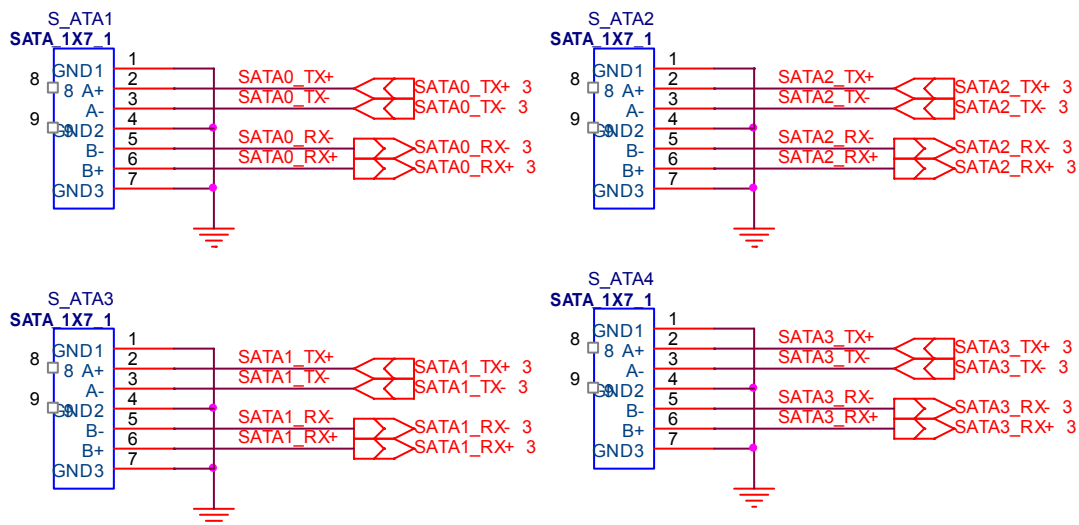 S_ATA1
SATA_1X7_1
GND1 1
8 8 A+ 2 SATA0_TX+ SATA0_TX+ 3
A- 3 SATA0_TX- SATA0_TX- 3
9 9 GND2 4
B- 5 SATA0_RX- SATA0_RX- 3
B+ 6 SATA0_RX+ SATA0_RX+ 3
GND3 7
S_ATA2
SATA_1X7_1
GND1 1
8 8 A+ 2 SATA2_TX+ SATA2_TX+ 3
A- 3 SATA2_TX- SATA2_TX- 3
9 9 GND2 4
B- 5 SATA2_RX- SATA2_RX- 3
B+ 6 SATA2_RX+ SATA2_RX+ 3
GND3 7
S_ATA3
SATA_1X7_1
GND1 1
8 8 A+ 2 SATA1_TX+ SATA1_TX+ 3
A- 3 SATA1_TX- SATA1_TX- 3
9 9 GND2 4
B- 5 SATA1_RX- SATA1_RX- 3
B+ 6 SATA1_RX+ SATA1_RX+ 3
GND3 7
S_ATA4
SATA_1X7_1
GND1 1
8 8 A+ 2 SATA3_TX+ SATA3_TX+ 3
A- 3 SATA3_TX- SATA3_TX- 3
9 9 GND2 4
B- 5 SATA3_RX- SATA3_RX- 3
B+ 6 SATA3_RX+ SATA3_RX+ 3
GND3 7